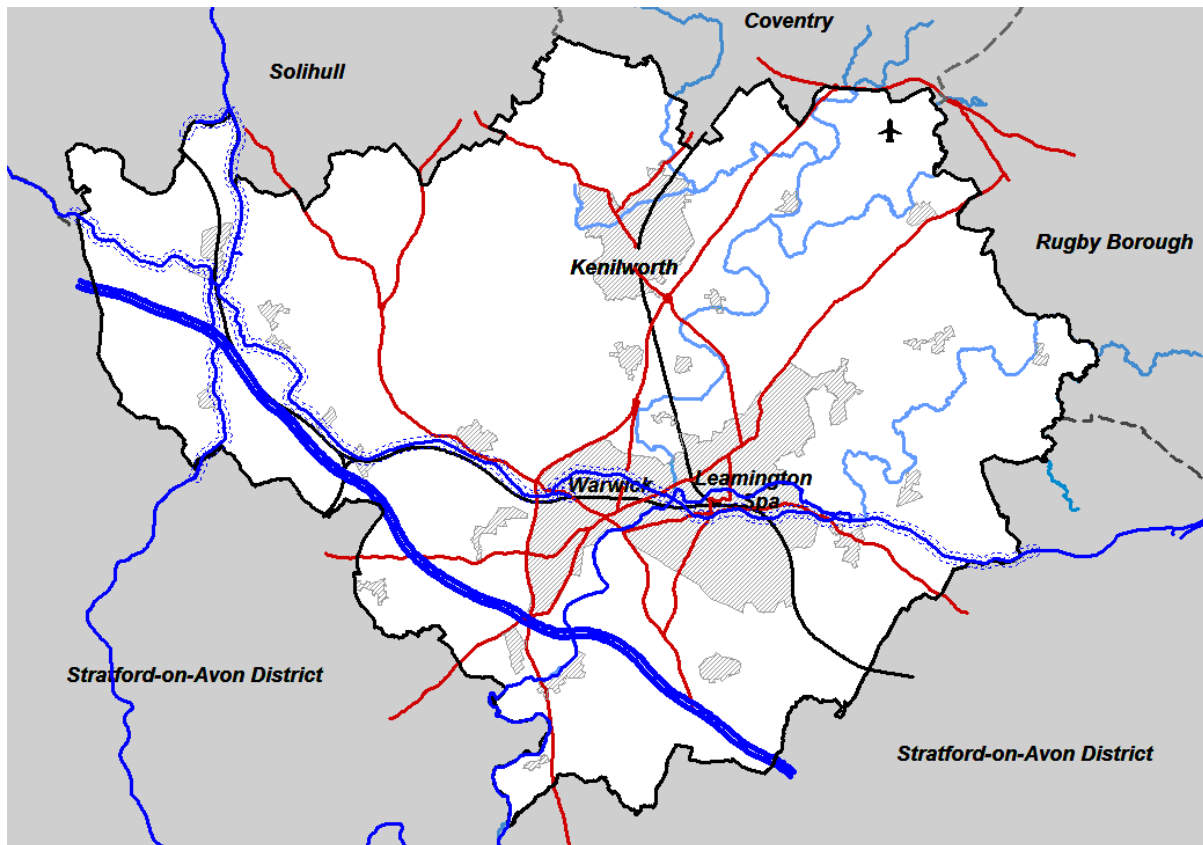 Coventry
Solihull
Rugby Borough
Kenilworth
Warwick
Leamington
Spa
Stratford-on-Avon District
Stratford-on-Avon District